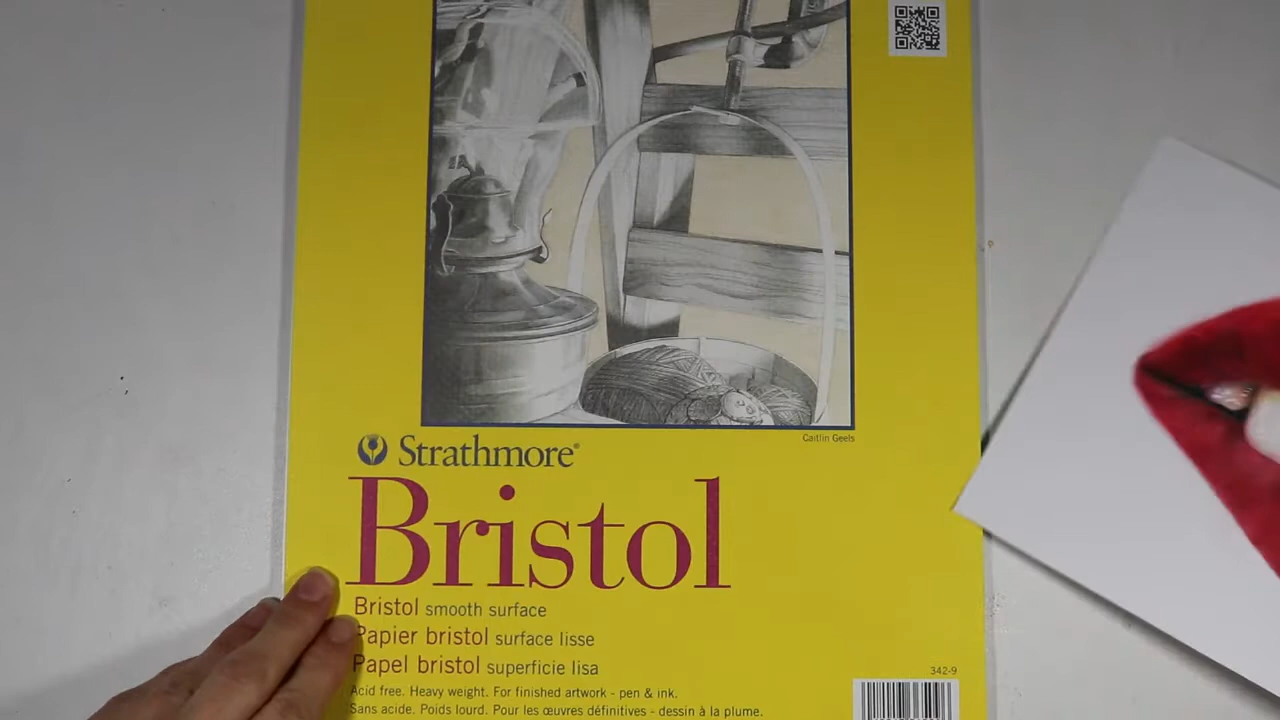 Caitlin Geels
Strathmore®
Bristol
Bristol smooth surface
Papier bristol surface lisse
Papel bristol superficie lisa
342-9
Acid free. Heavy weight. For finished artwork - pen & ink.
Sans acide. Poids lourd. Pour les œuvres définitives - dessin à la plume.